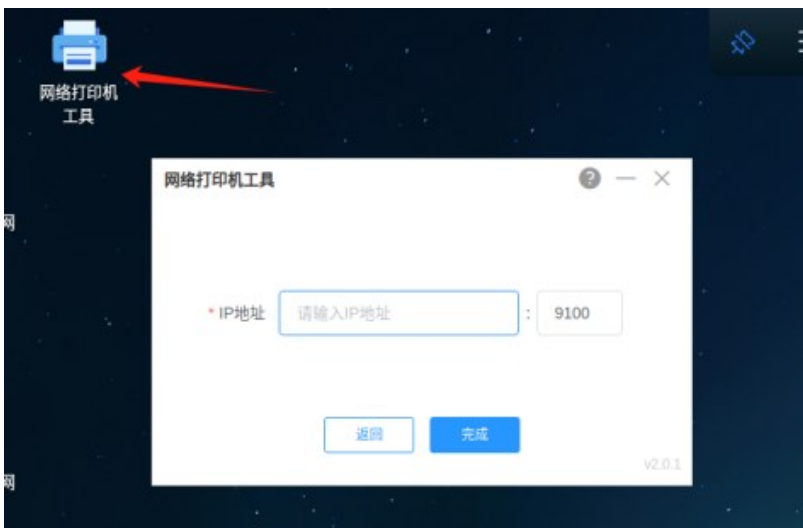 网络打印机
工具
网络打印机工具
网
* IP地址 请输入IP地址 : 9100
返回 完成
v2.0.1
网